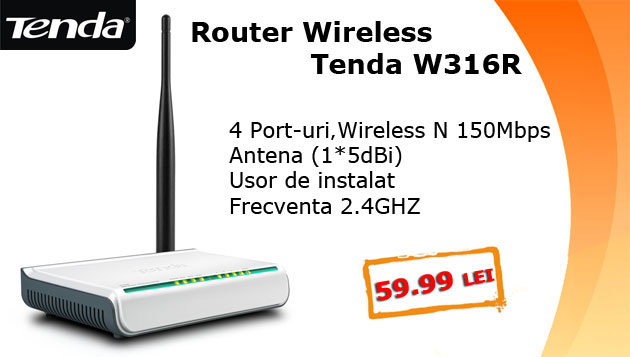 Tenda®
Router Wireless
Tenda W316R
4 Port-uri,Wireless N 150Mbps
Antena (1*5dBi)
Usor de instalat
Frecventa 2.4GHZ
59.99 LEI